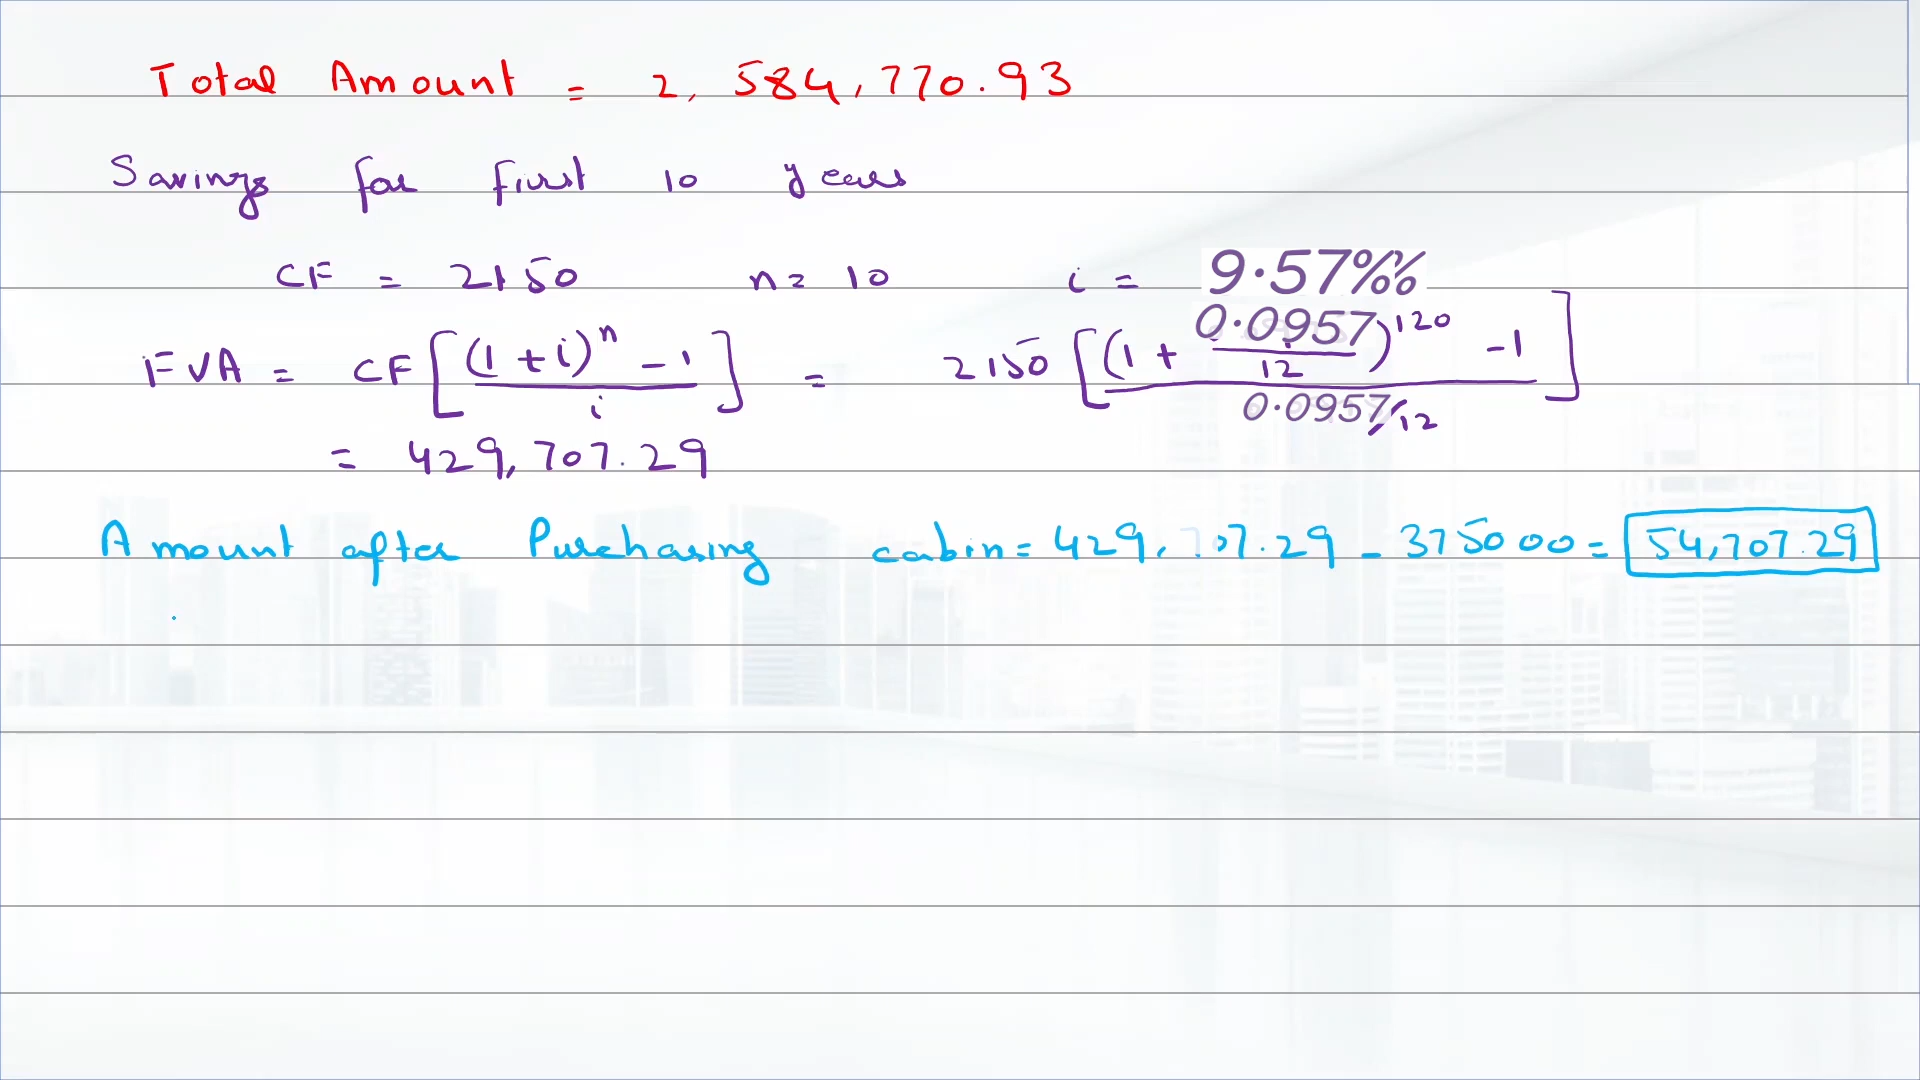 Total Amount = 2,584,770.93
Savings for first 10 years
CF = 2150 n= 10 i = 9.57%%
FVA = CF[(1+i)^n - 1 / i] = 2150[(1+ 0.0957/12)^120 - 1 / 0.0957/12]
= 429,707.29
Amount after Purchasing cabin = 429,707.29 - 375000 = 54,707.29